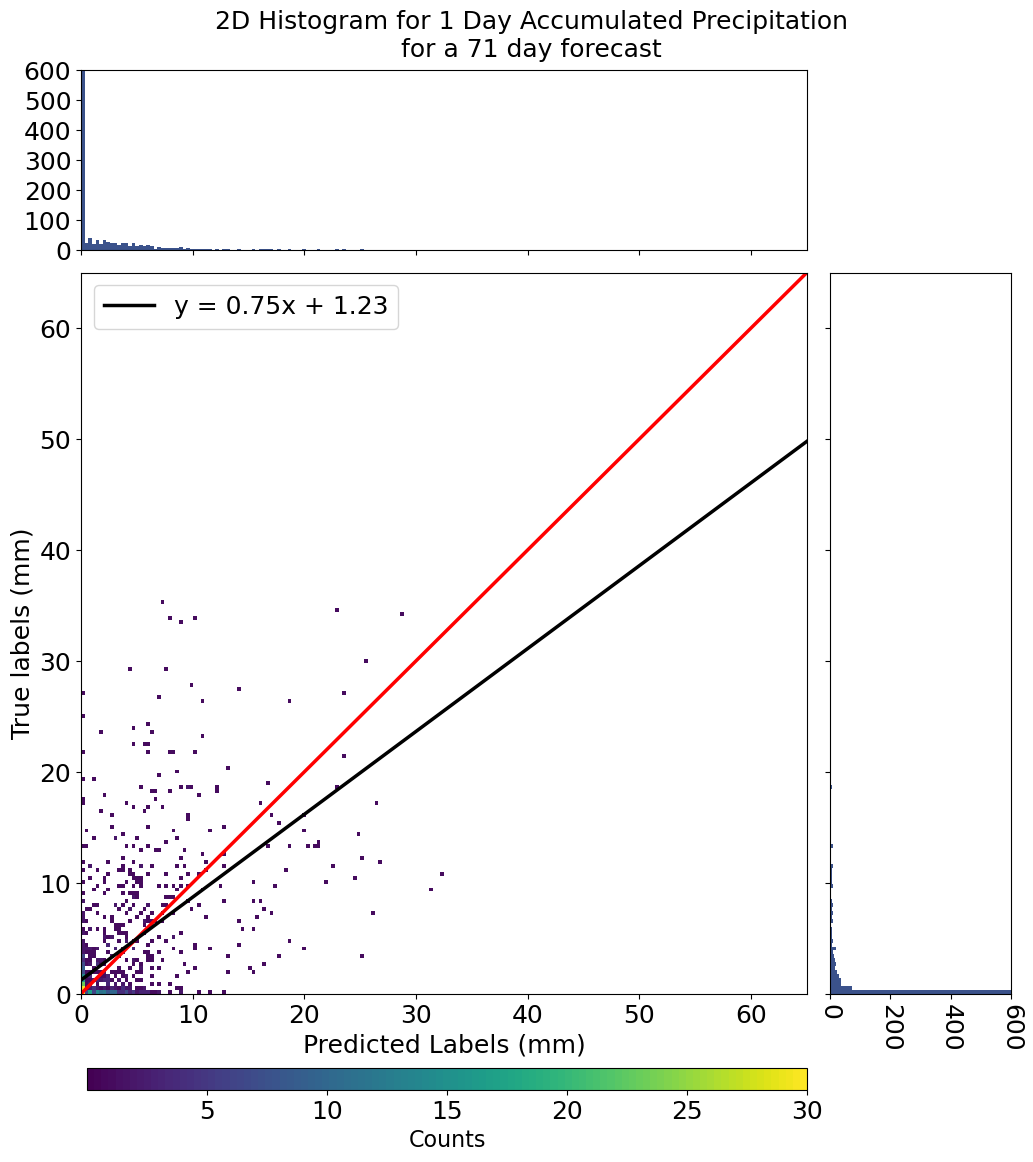 2D Histogram for 1 Day Accumulated Precipitation
for a 71 day forecast
600
500
400
300
200
100
0
y = 0.75x + 1.23
True labels (mm)
60
50
40
30
20
10
0
0 10 20 30 40 50 60
Predicted Labels (mm)
0 200 400 600
5 10 15 20 25 30
Counts